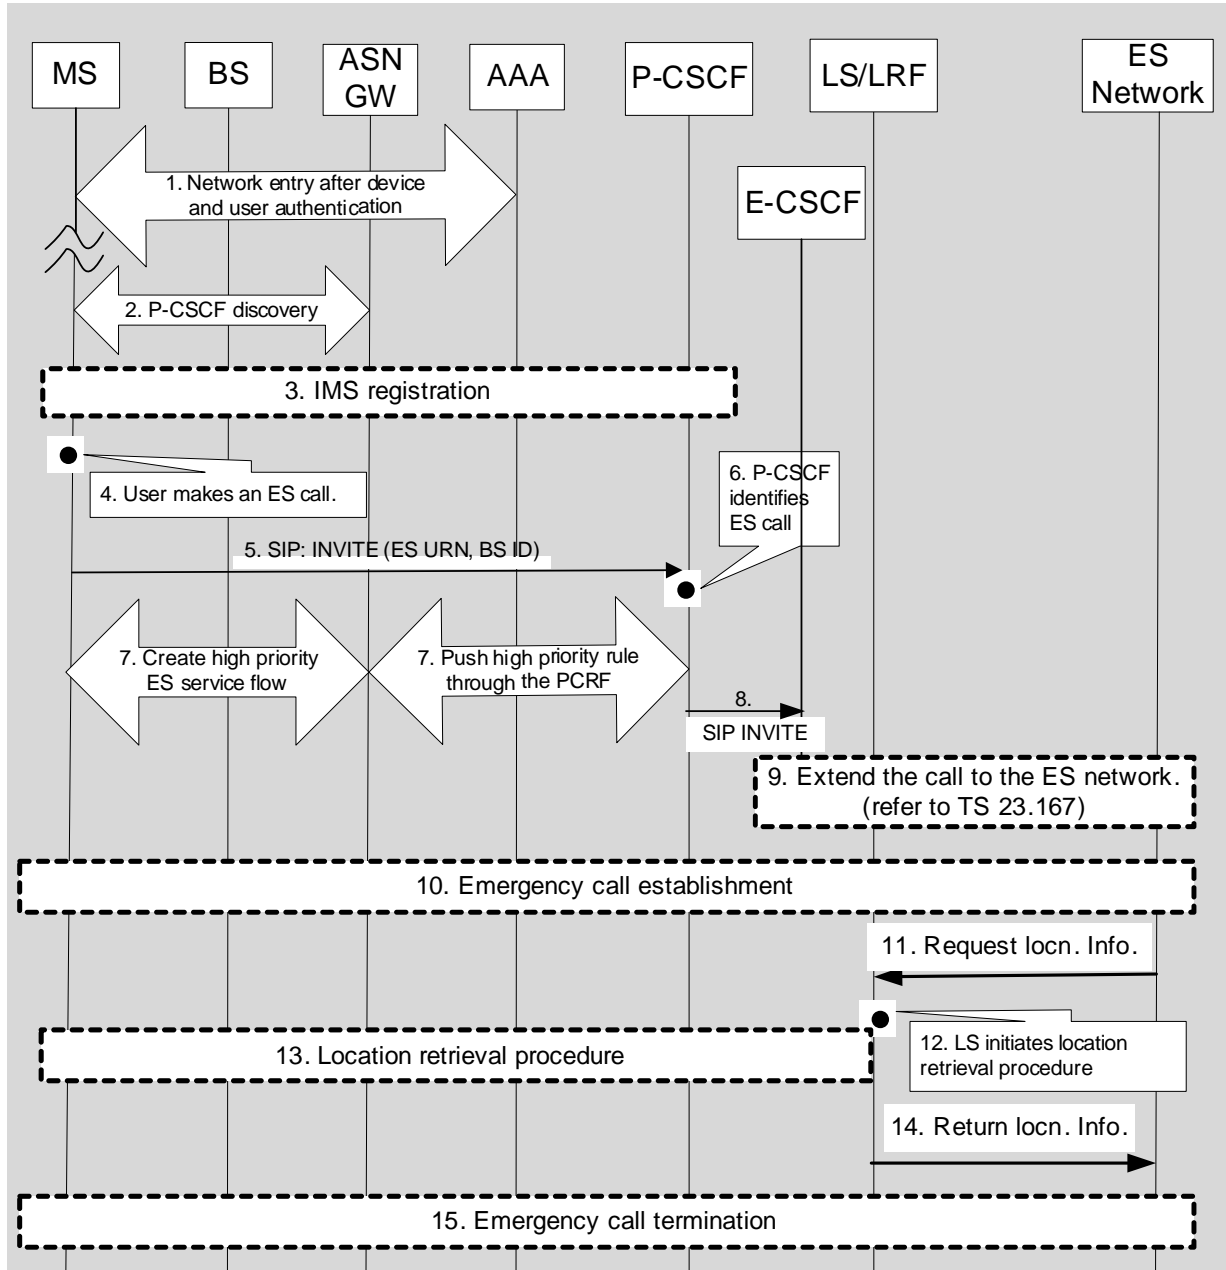 MS
BS
ASN
GW
AAA
P-CSCF
LS/LRF
ES
Network
E-CSCF
1. Network entry after device
and user authentication
2. P-CSCF discovery
3. IMS registration
4. User makes an ES call.
6. P-CSCF
identifies
ES call
5. SIP: INVITE (ES URN, BS ID)
7. Create high priority
ES service flow
7. Push high priority rule
through the PCRF
8.
SIP INVITE
9. Extend the call to the ES network.
(refer to TS 23.167)
10. Emergency call establishment
11. Request locn. Info.
12. LS initiates location
retrieval procedure
13. Location retrieval procedure
14. Return locn. Info.
15. Emergency call termination